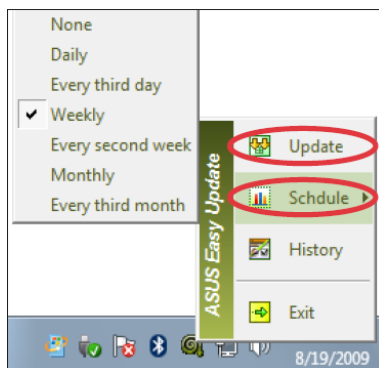 None
Daily
Every third day
Weekly
Every second week
Monthly
Every third month
ASUS Easy Update
Update
Schdule
History
Exit
8/19/2009